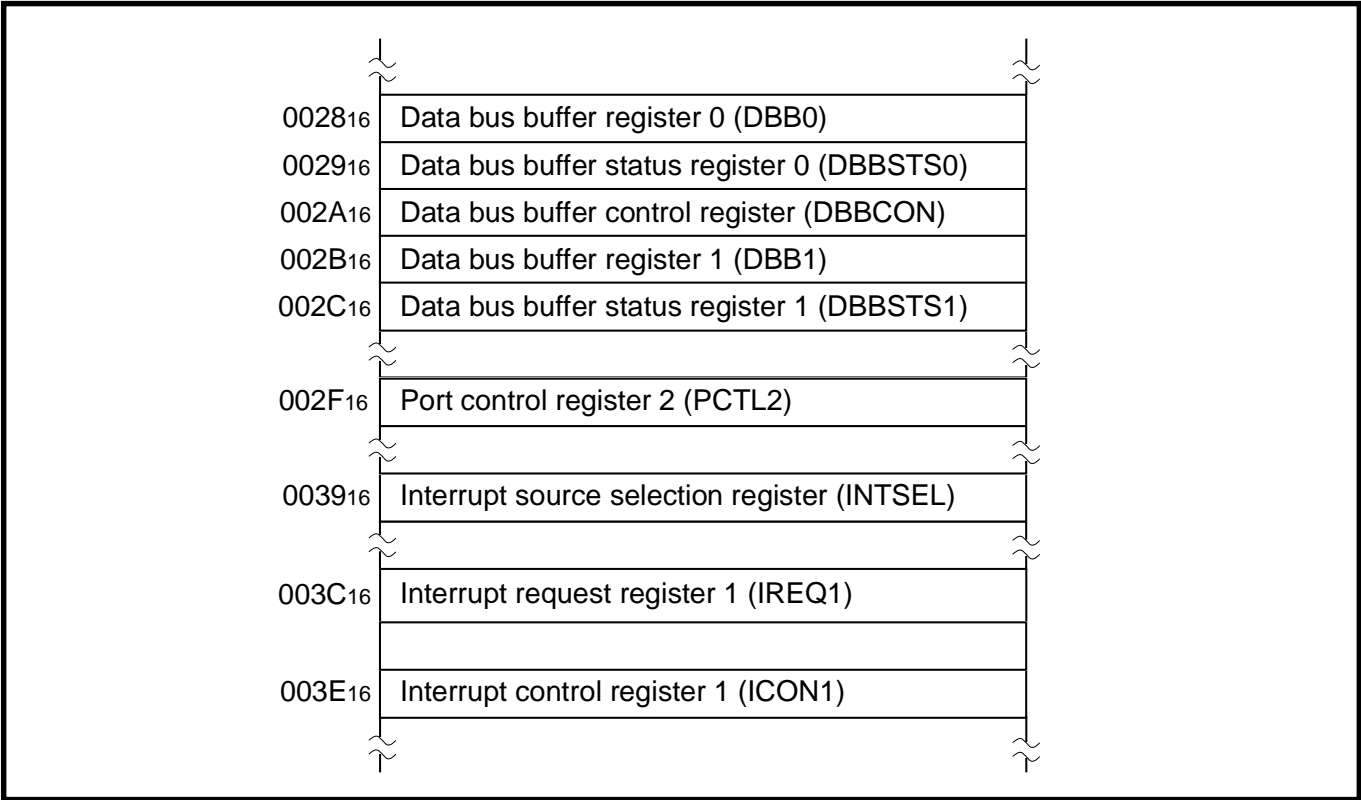 0028₁₆ Data bus buffer register 0 (DBB0)
0029₁₆ Data bus buffer status register 0 (DBBSTS0)
002A₁₆ Data bus buffer control register (DBBCON)
002B₁₆ Data bus buffer register 1 (DBB1)
002C₁₆ Data bus buffer status register 1 (DBBSTS1)
002F₁₆ Port control register 2 (PCTL2)
0039₁₆ Interrupt source selection register (INTSEL)
003C₁₆ Interrupt request register 1 (IREQ1)
003E₁₆ Interrupt control register 1 (ICON1)